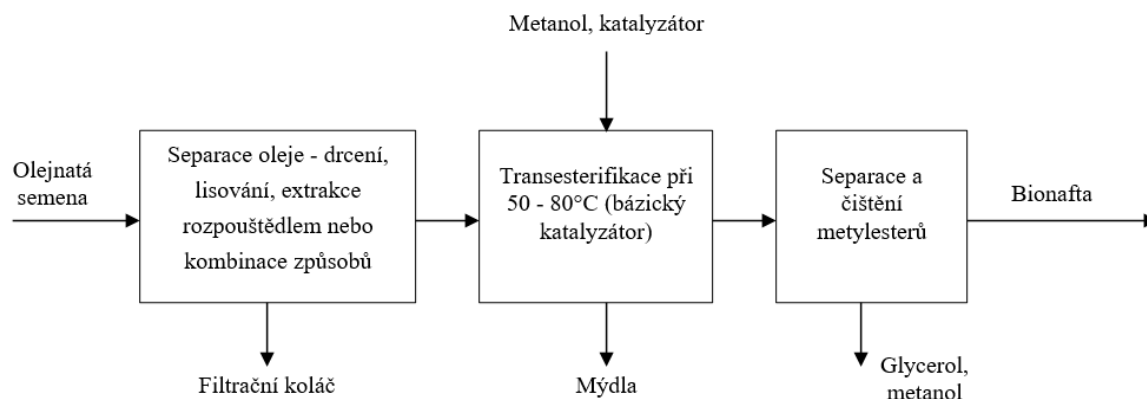 Metanol, katalyzátor
Olejnatá
semena
Separace oleje - drcení,
lisování, extrakce
rozpouštědlem nebo
kombinace způsobů
Transesterifikace při
50 - 80°C (bázický
katalyzátor)
Separace a
čištění
metylesterů
Bionafta
Filtrační koláč
Mýdla
Glycerol,
metanol